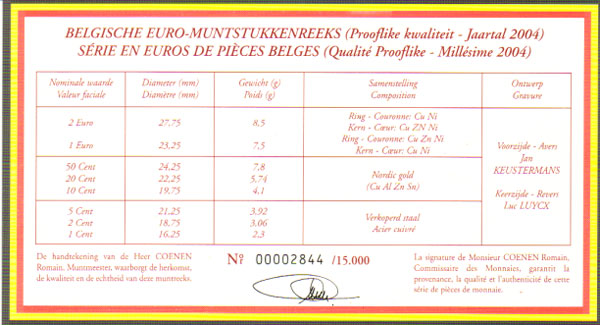 BELGISCHE EURO-MUNTSTUKKENREEKS (Prooflike kwaliteit - Jaartal 2004)
SÉRIE EN EUROS DE PIÈCES BELGES (Qualité Prooflike - Millésime 2004)
Nominale waarde Diameter (mm) Gewicht (g) Samenstelling Ontwerp
Valeur faciale Diamètre (mm) Poids (g) Composition Gravure
2 Euro 27,75 8,5 Ring - Couronne: Cu Ni
Kern - Cœur: Cu ZN Ni
1 Euro 23,25 7,5 Ring - Couronne: Cu Zn Ni
Kern - Cœur: Cu Ni
50 Cent 24,25 7,8
20 Cent 22,25 5,74 Nordic gold
10 Cent 19,75 4,1 (Cu Al Zn Sn)
5 Cent 21,25 3,92
2 Cent 18,75 3,06 Verkoperd staal
1 Cent 16,25 2,3 Acier cuivré
Voorzijde - Avers
Jan
KEUSTERMANS
Keerzijde - Revers
Luc LUYCX
De handtekening van de Heer COENEN
Romain, Muntmeester, waarborgt de herkomst,
de kwaliteit en de echtheid van deze muntreeks.
Nr 00002844 /15.000
La signature de Monsieur COENEN Romain,
Commissaire des Monnaies, garantit la
provenance, la qualité et l'authenticité de cette
série de pièces de monnaie.